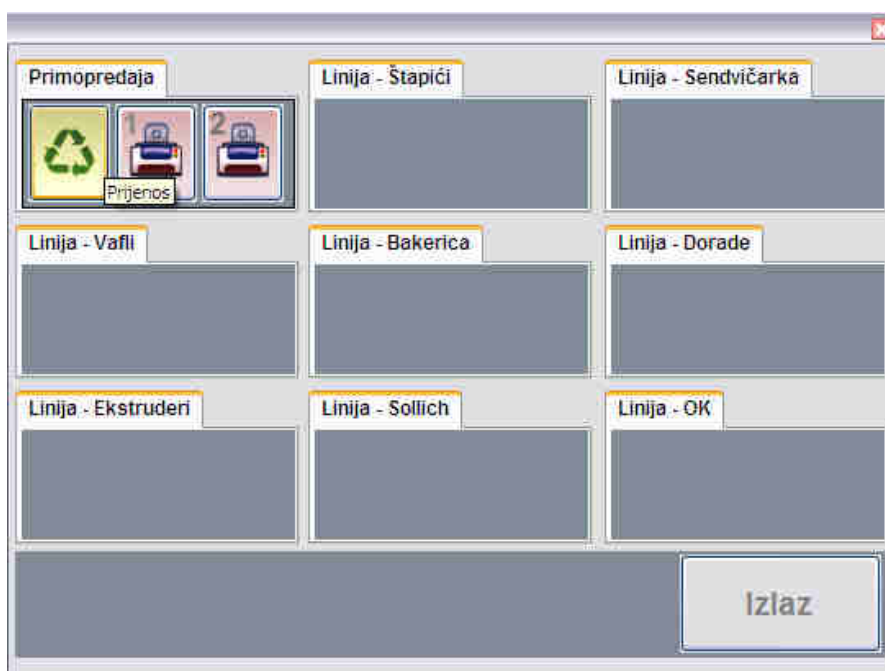 Primopredaja
Linija - Štapići
Linija - Sendvičarka
1
2
Prijenos
Linija - Vafli
Linija - Bakerica
Linija - Dorade
Linija - Ekstruderi
Linija - Sollich
Linija - OK
Izlaz